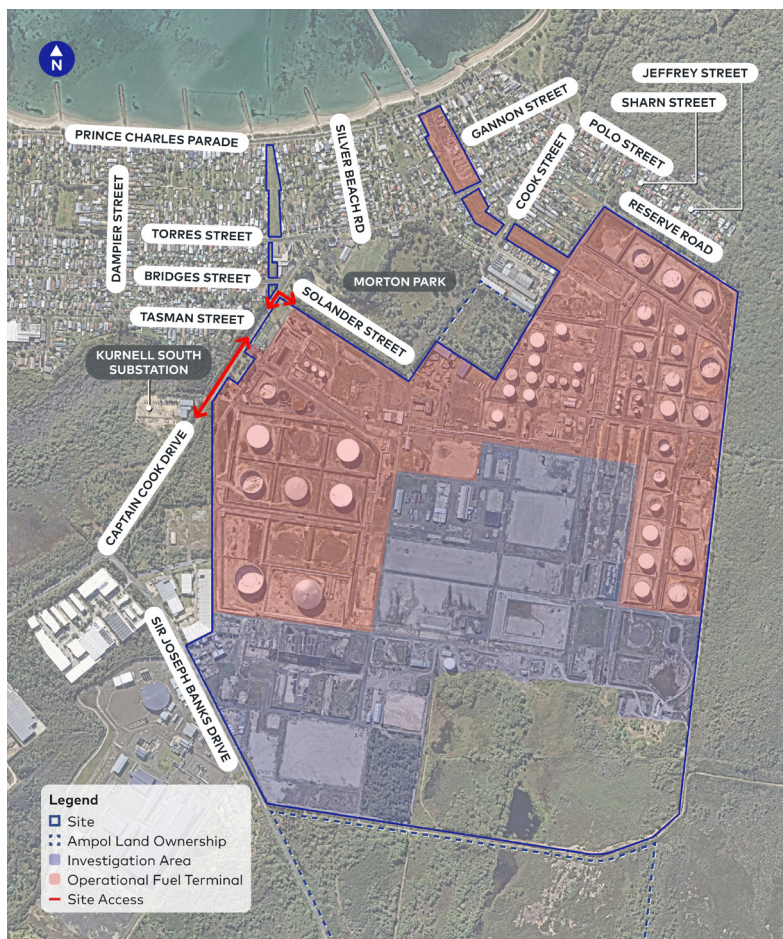 N
JEFFREY STREET
SHARN STREET
GANNON STREET
POLO STREET
PRINCE CHARLES PARADE
SILVER BEACH RD
COOK STREET
DAMPIER STREET
RESERVE ROAD
TORRES STREET
BRIDGES STREET
MORTON PARK
SOLANDER STREET
TASMAN STREET
KURNELL SOUTH
SUBSTATION
CAPTAIN COOK DRIVE
SIR JOSEPH BANKS DRIVE
Legend
Site
Ampol Land Ownership
Investigation Area
Operational Fuel Terminal
Site Access